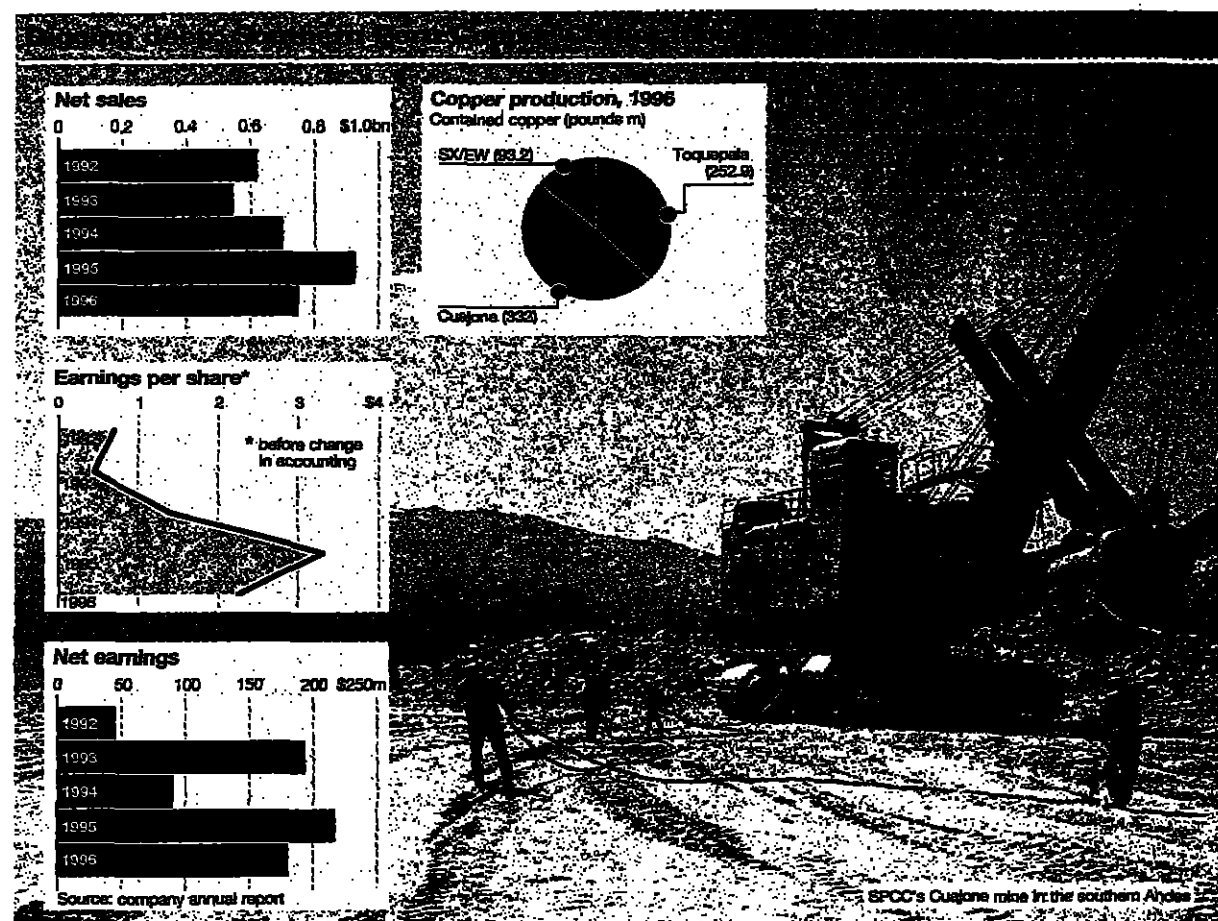 Net sales
0 0.2 0.4 0.6 0.8 $1.0bn
1992
1993
1994
1995
1996
Copper production, 1996
Contained copper (pounds m)
SX/EW (93.2)
Toquepala
(252.9)
Cuajone (332)
Earnings per share*
0 1 2 3 $4
* before change
in accounting
1996
Net earnings
0 50 100 150 200 $250m
1992
1993
1994
1995
1996
Source: company annual report
SPCC's Cuajone mine in the southern Andes